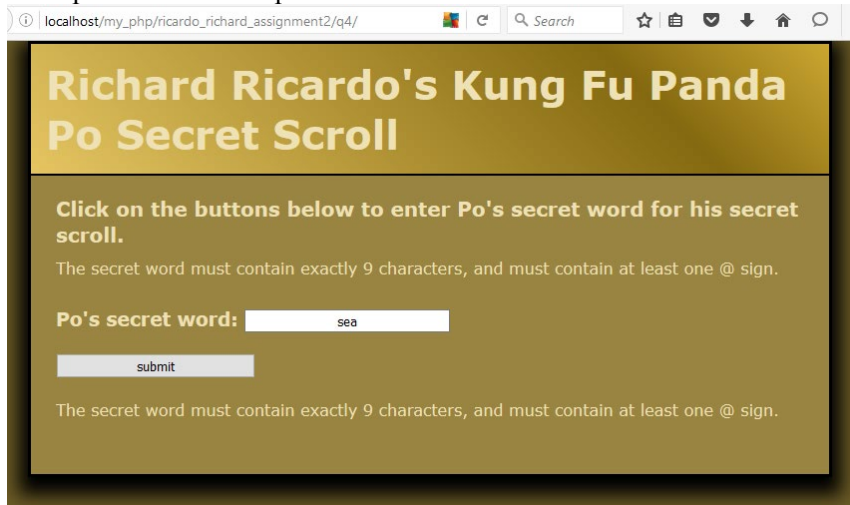 localhost/my_php/ricardo_richard_assignment2/q4/
Search
Richard Ricardo's Kung Fu Panda
Po Secret Scroll
Click on the buttons below to enter Po's secret word for his secret
scroll.
The secret word must contain exactly 9 characters, and must contain at least one @ sign.
Po's secret word: sea
submit
The secret word must contain exactly 9 characters, and must contain at least one @ sign.